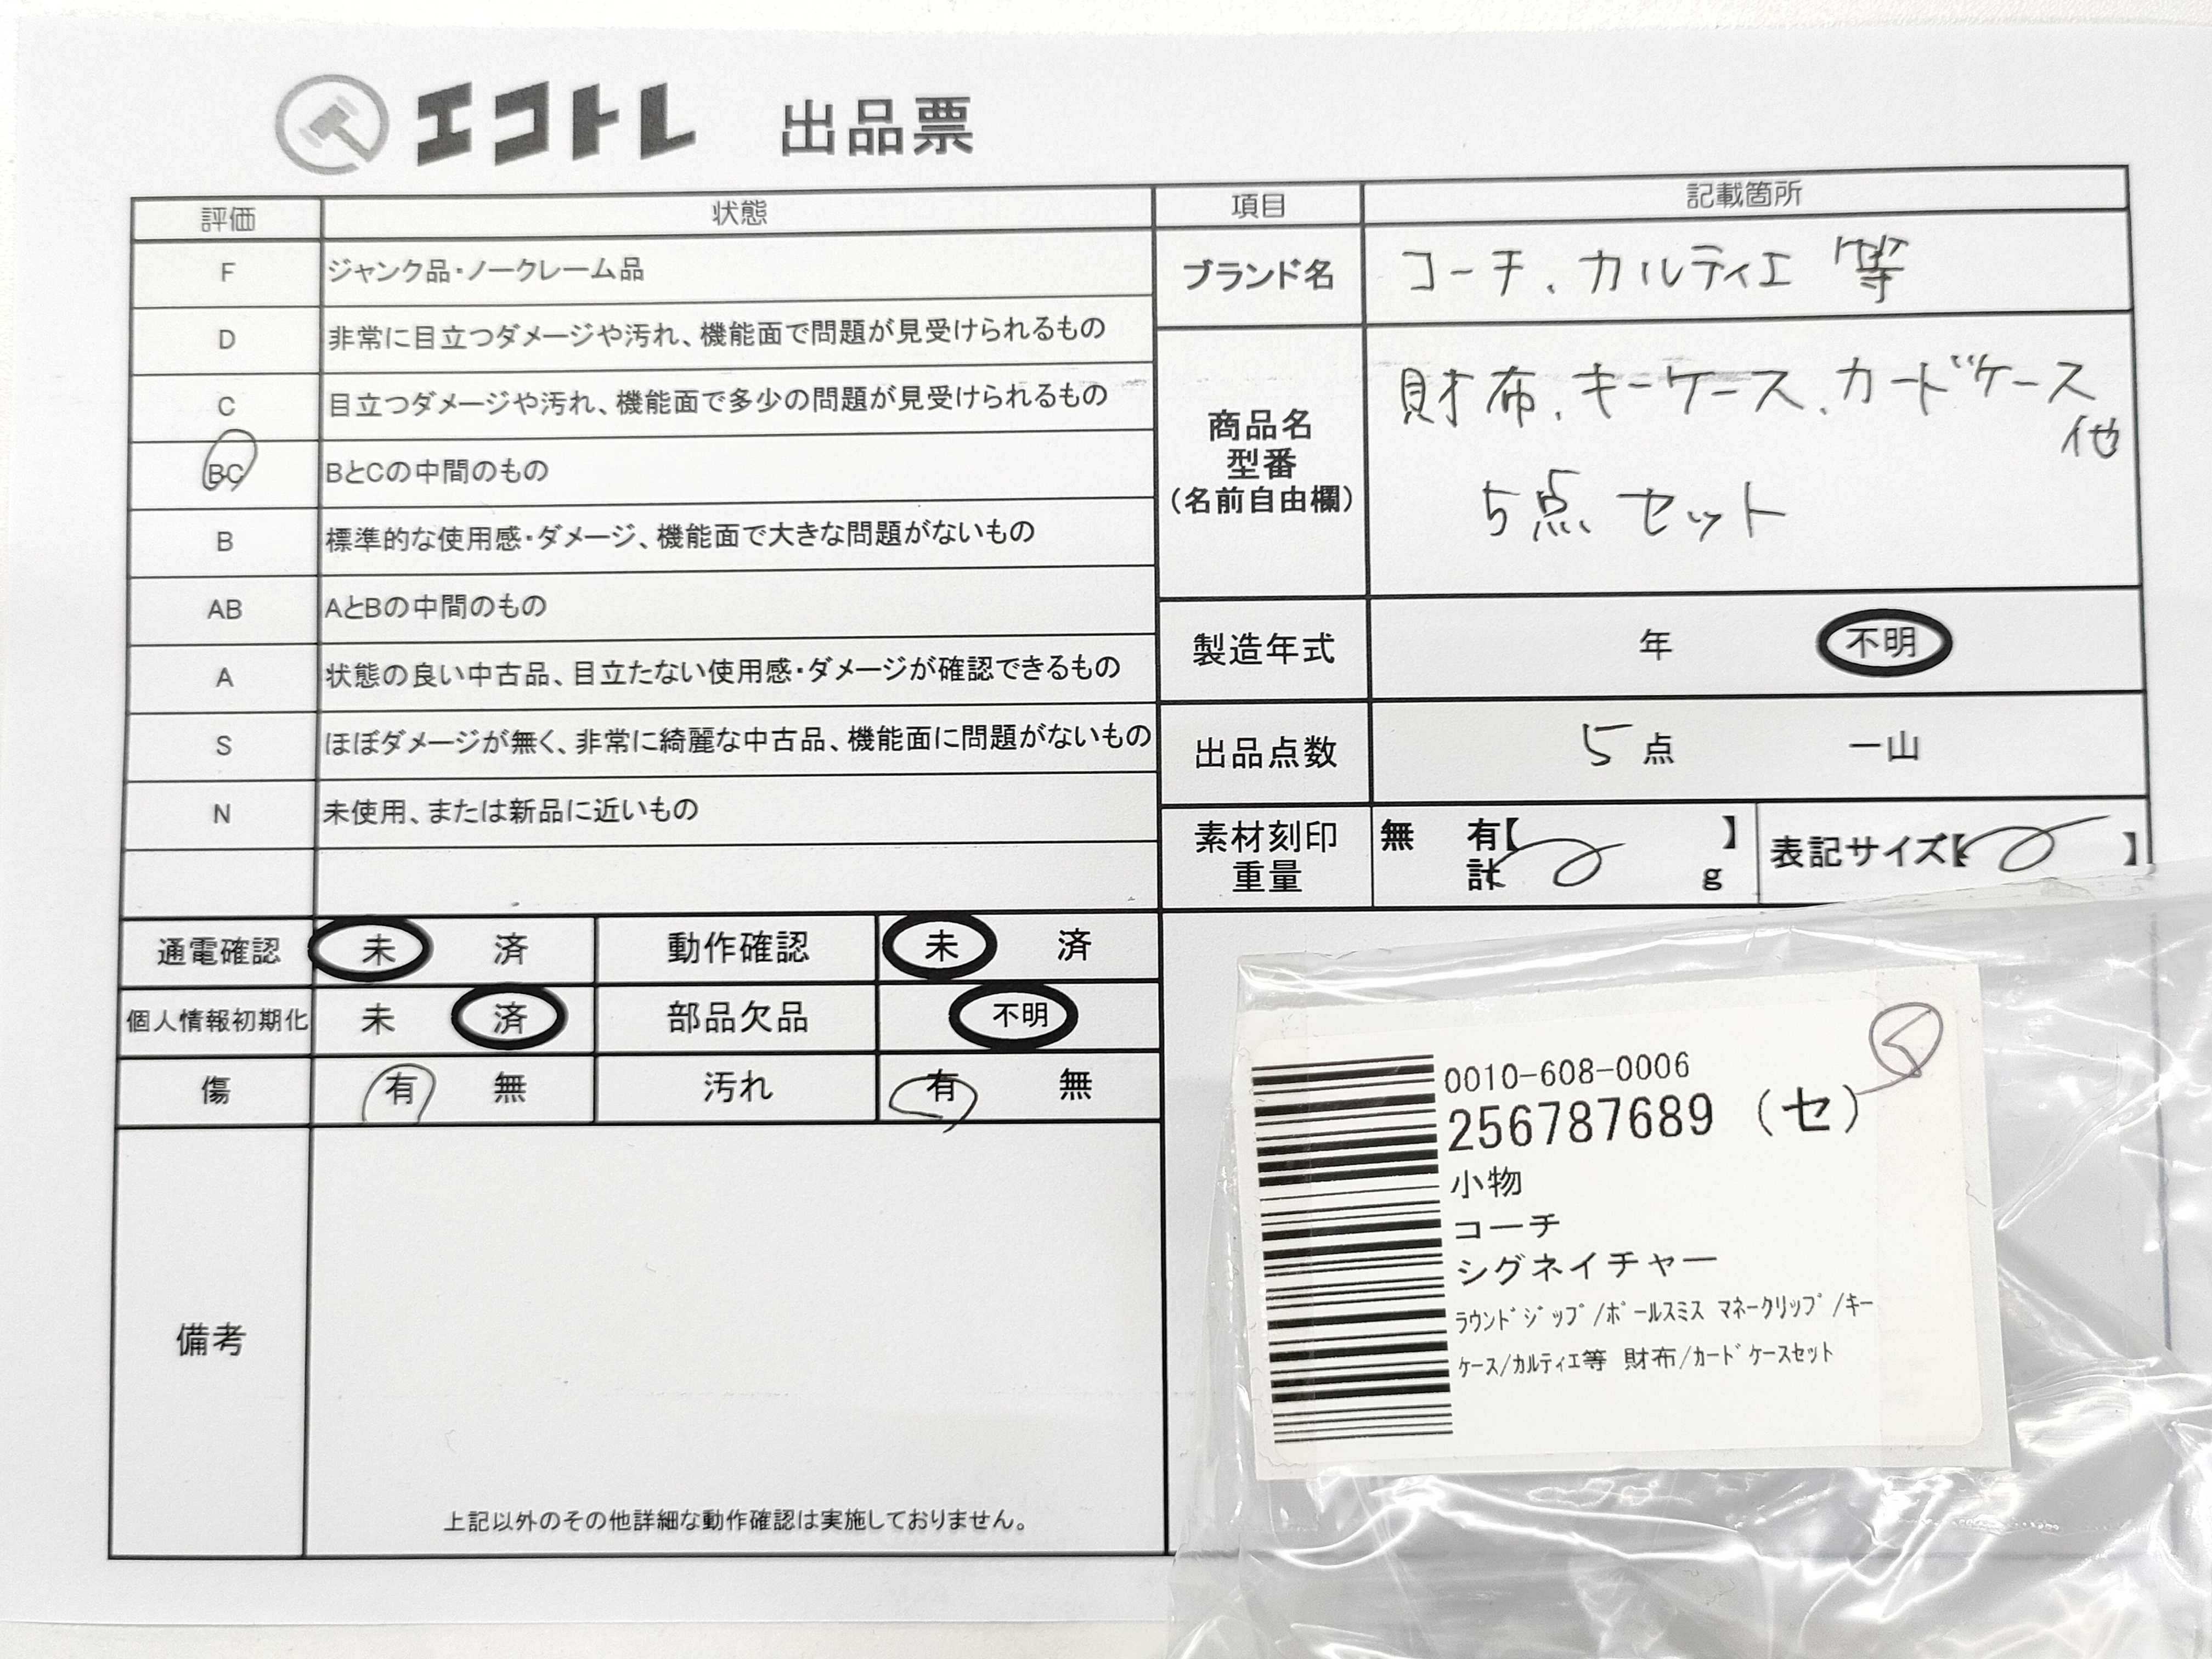 エコトレ 出品票
評価 状態
F ジャンク品・ノークレーム品
D 非常に目立つダメージや汚れ、機能面で問題が見受けられるもの
C 目立つダメージや汚れ、機能面で多少の問題が見受けられるもの
BC BとCの中間のもの
B 標準的な使用感・ダメージ、機能面で大きな問題がないもの
AB AとBの中間のもの
A 状態の良い中古品、目立たない使用感・ダメージが確認できるもの
S ほぼダメージが無く、非常に綺麗な中古品、機能面に問題がないもの
N 未使用、または新品に近いもの
通電確認 未 済 動作確認 未 済
個人情報初期化 未 済 部品欠品 不明
傷 有 無 汚れ 有 無
備考
上記以外のその他詳細な動作確認は実施しておりません。
項目 記載箇所
ブランド名 コーチ、カルティエ 等
商品名
型番
(名前自由欄)
財布、キーケース、カードケース
他
5点セット
製造年式 年 不明
出品点数 5点 一山
素材刻印 無 有【 】 表記サイズ【 】
重量 計 g
0010-608-0006
256787689 (セ)
小物
コーチ
シグネイチャー
ﾗｳﾝﾄﾞｼﾞｯﾌﾟ/ﾎﾟｰﾙｽﾐｽ ﾏﾈｰｸﾘｯﾌﾟ/ｷｰ
ｹｰｽ/ｶﾙﾃｨｴ等 財布/ｶｰﾄﾞｹｰｽｾｯﾄ